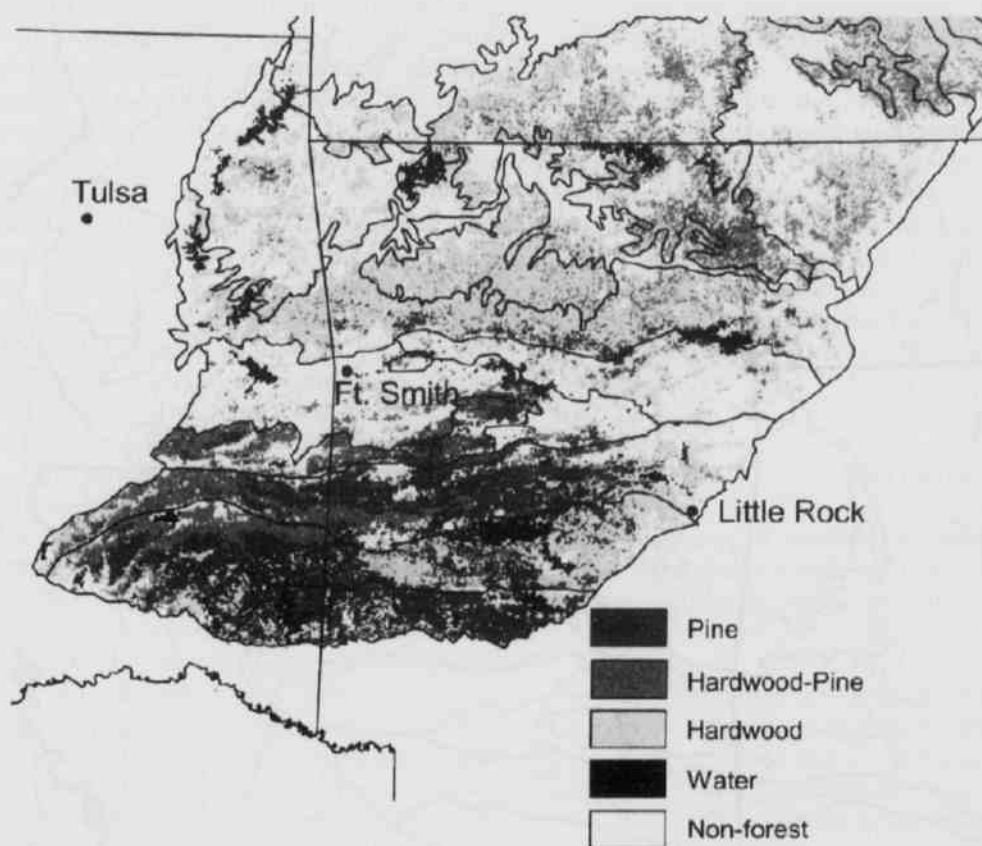 Tulsa
Ft. Smith
Little Rock
Pine
Hardwood-Pine
Hardwood
Water
Non-forest